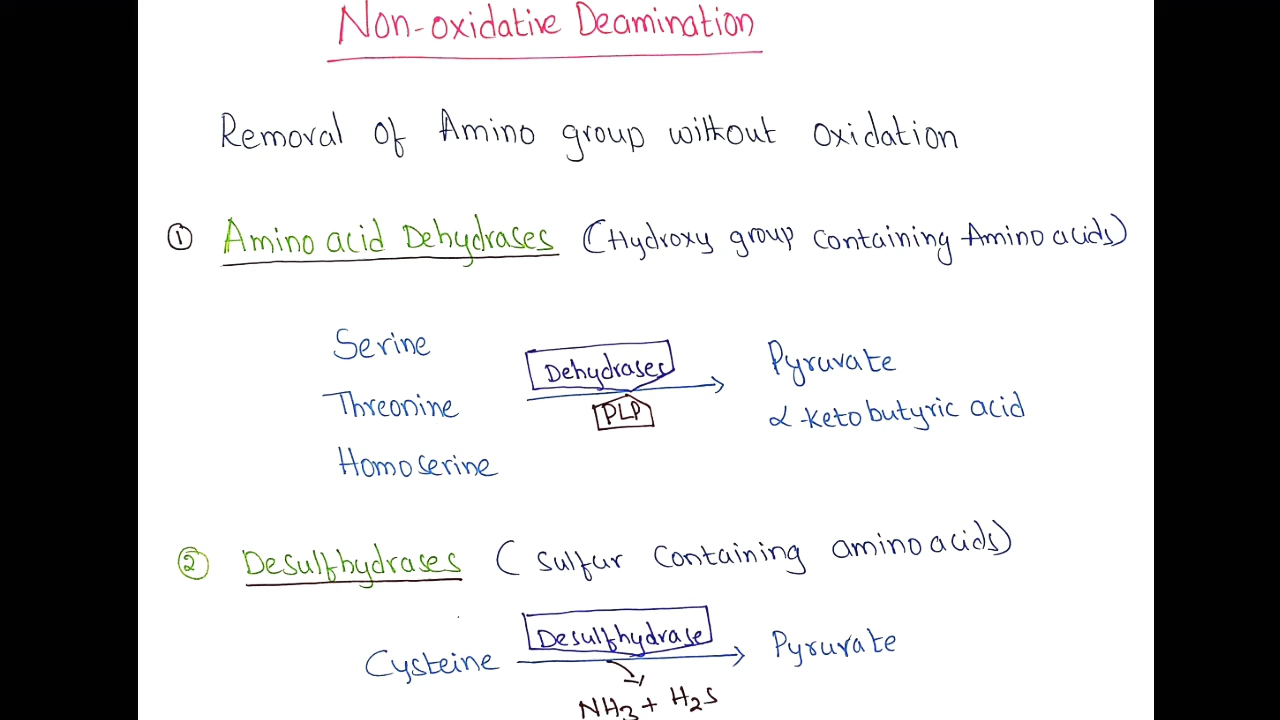 Non-oxidative Deamination
Removal of Amino group without oxidation
① Amino acid Dehydrases (Hydroxy group containing Amino acids)
Serine
Threonine
Homoserine
Dehydrases
PLP
Pyruvate
α-ketobutyric acid
② Desulfhydrases (Sulfur containing amino acids)
Cysteine
Desulfhydrase
Pyruvate
NH3 + H2S